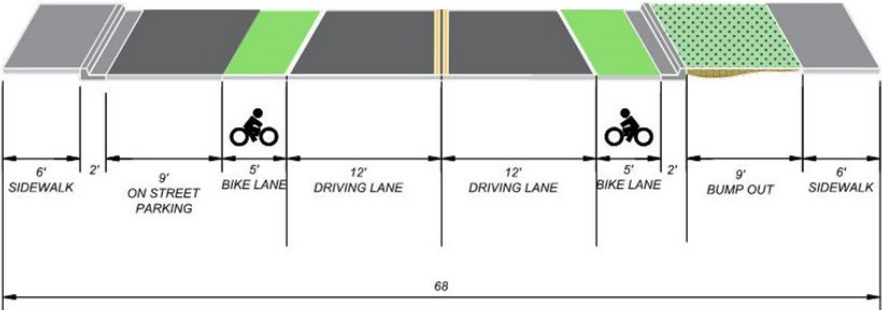 6'
SIDEWALK
2'
9'
ON STREET
PARKING
5'
BIKE LANE
12'
DRIVING LANE
12'
DRIVING LANE
5'
BIKE LANE
2'
9'
BUMP OUT
6'
SIDEWALK
68